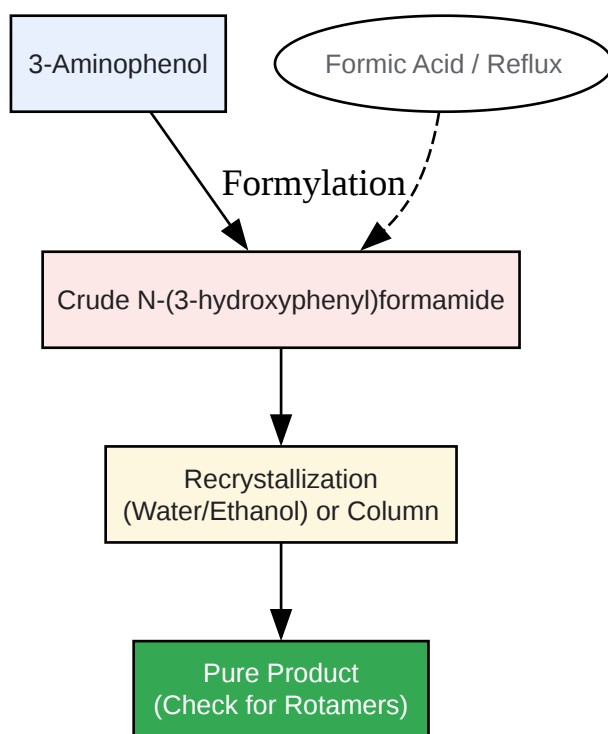 3-Aminophenol
Formic Acid / Reflux
Formylation
Crude N-(3-hydroxyphenyl)formamide
Recrystallization
(Water/Ethanol) or Column
Pure Product
(Check for Rotamers)